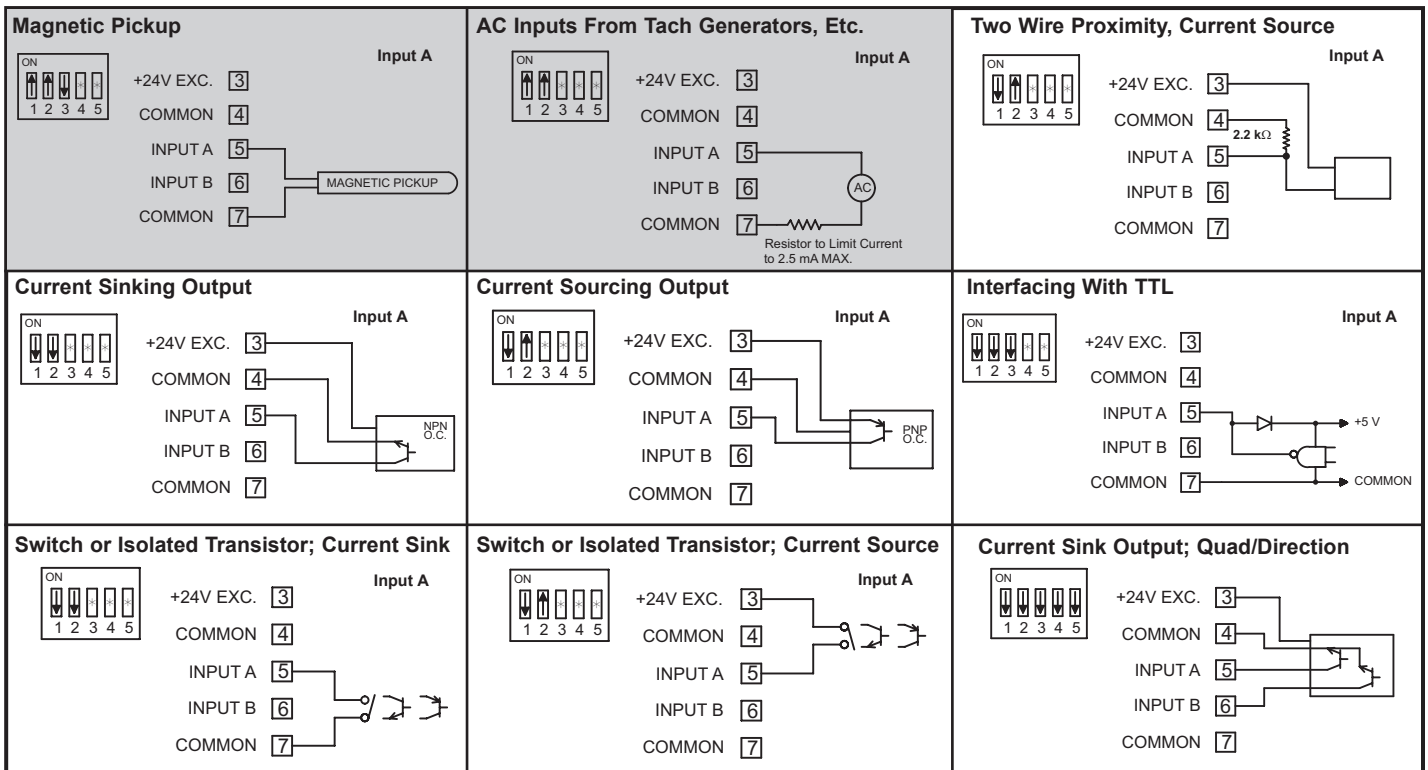 Magnetic Pickup
ON
1 2 3 4 5
Input A
+24V EXC. 3
COMMON 4
INPUT A 5
INPUT B 6
COMMON 7
MAGNETIC PICKUP
AC Inputs From Tach Generators, Etc.
ON
1 2 3 4 5
Input A
+24V EXC. 3
COMMON 4
INPUT A 5
INPUT B 6
COMMON 7
AC
Resistor to Limit Current
to 2.5 mA MAX.
Two Wire Proximity, Current Source
ON
1 2 3 4 5
Input A
+24V EXC. 3
COMMON 4
2.2 kΩ
INPUT A 5
INPUT B 6
COMMON 7
Current Sinking Output
ON
1 2 3 4 5
Input A
+24V EXC. 3
COMMON 4
INPUT A 5
INPUT B 6
COMMON 7
NPN
O.C.
Current Sourcing Output
ON
1 2 3 4 5
Input A
+24V EXC. 3
COMMON 4
INPUT A 5
INPUT B 6
COMMON 7
PNP
O.C.
Interfacing With TTL
ON
1 2 3 4 5
Input A
+24V EXC. 3
COMMON 4
INPUT A 5
+5 V
INPUT B 6
COMMON 7
COMMON
Switch or Isolated Transistor; Current Sink
ON
1 2 3 4 5
Input A
+24V EXC. 3
COMMON 4
INPUT A 5
INPUT B 6
COMMON 7
Switch or Isolated Transistor; Current Source
ON
1 2 3 4 5
Input A
+24V EXC. 3
COMMON 4
INPUT A 5
INPUT B 6
COMMON 7
Current Sink Output; Quad/Direction
ON
1 2 3 4 5
+24V EXC. 3
COMMON 4
INPUT A 5
INPUT B 6
COMMON 7